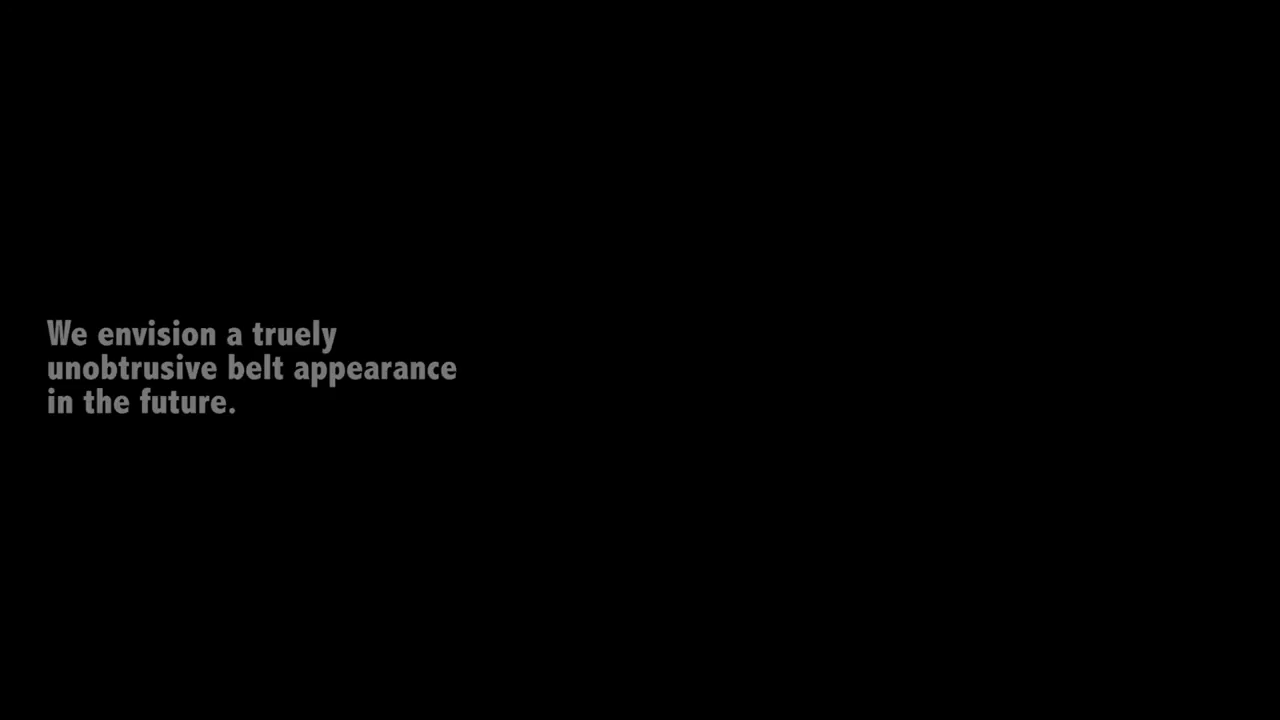 We envision a truely
unobtrusive belt appearance
in the future.